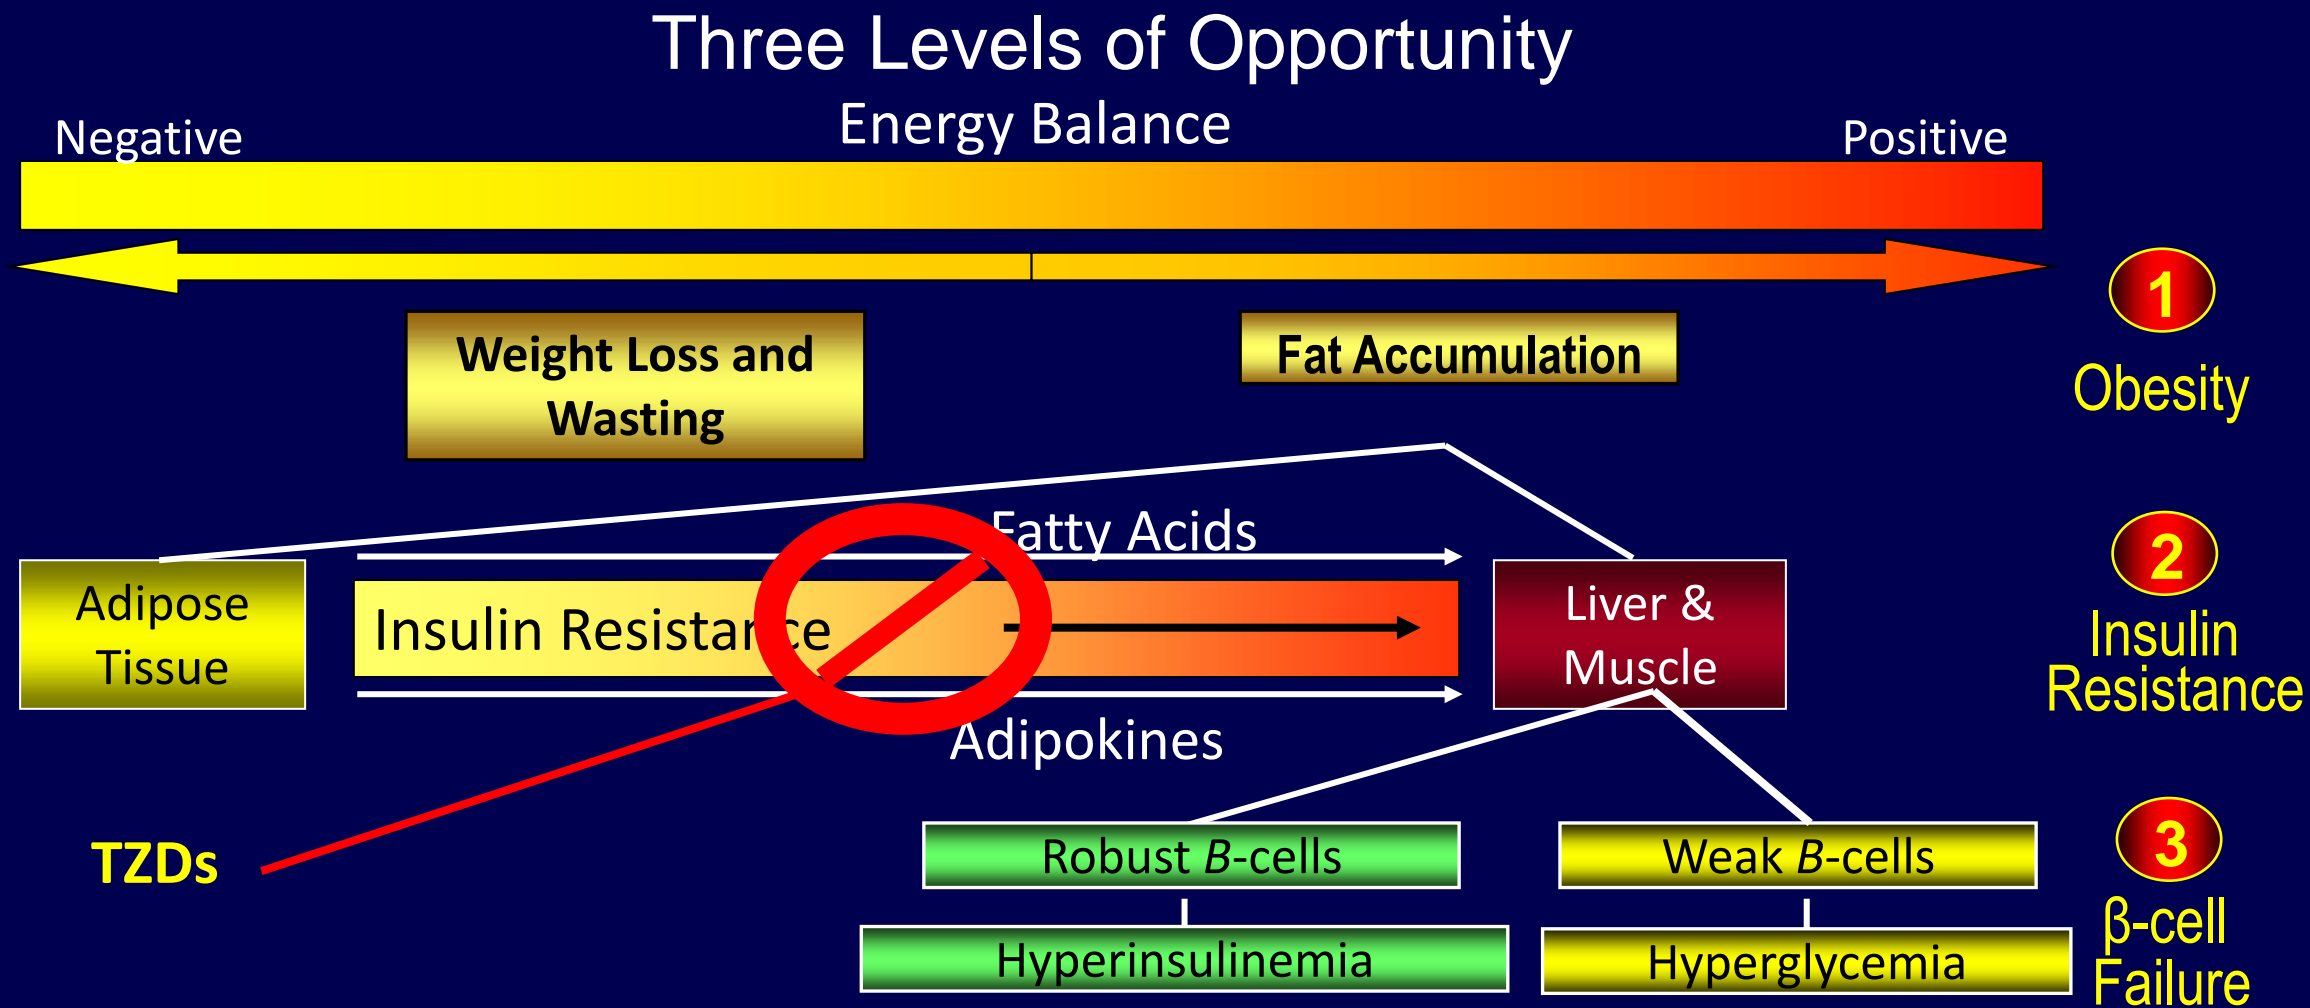 Three Levels of Opportunity
Energy Balance
Negative
Positive
1
Weight Loss and
Wasting
Fat Accumulation
Obesity
Fatty Acids
Adipose
Tissue
Insulin Resistance
Liver &
Muscle
2
Insulin
Resistance
Adipokines
TZDs
Robust B-cells
Weak B-cells
3
Hyperinsulinemia
Hyperglycemia
β-cell
Failure